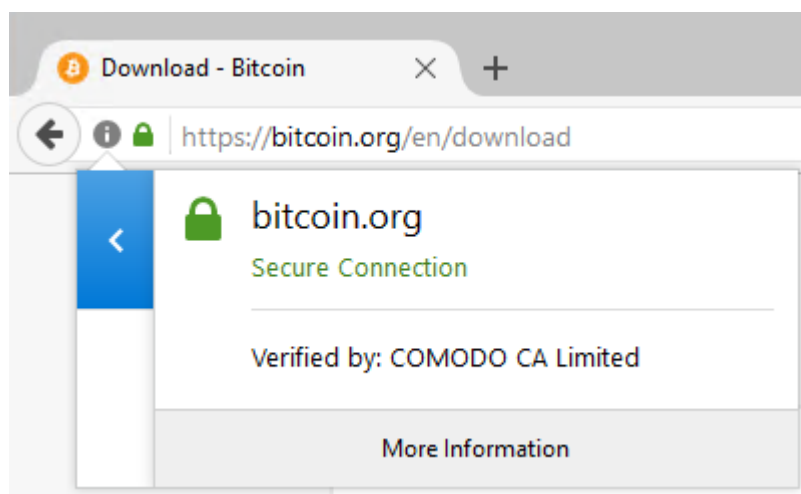 Download - Bitcoin
https://bitcoin.org/en/download
bitcoin.org
Secure Connection
Verified by: COMODO CA Limited
More Information